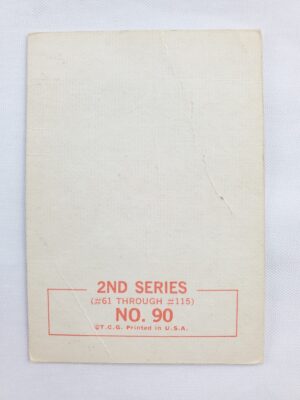 2ND SERIES
(#61 THROUGH #115)
NO. 90
©T.C.G. Printed in U.S.A.